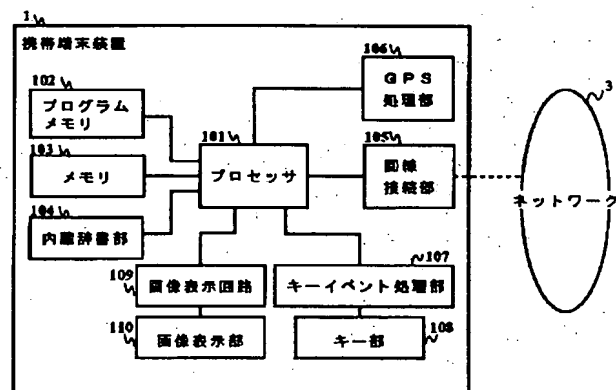 1
携帯端末装置
102
プログラム
メモリ
103
メモリ
104
内蔵辞書部
101
プロセッサ
106
GPS
処理部
105
回線
接続部
3
ネットワーク
109
画像表示回路
110
画像表示部
107
キーイベント処理部
キー部
108